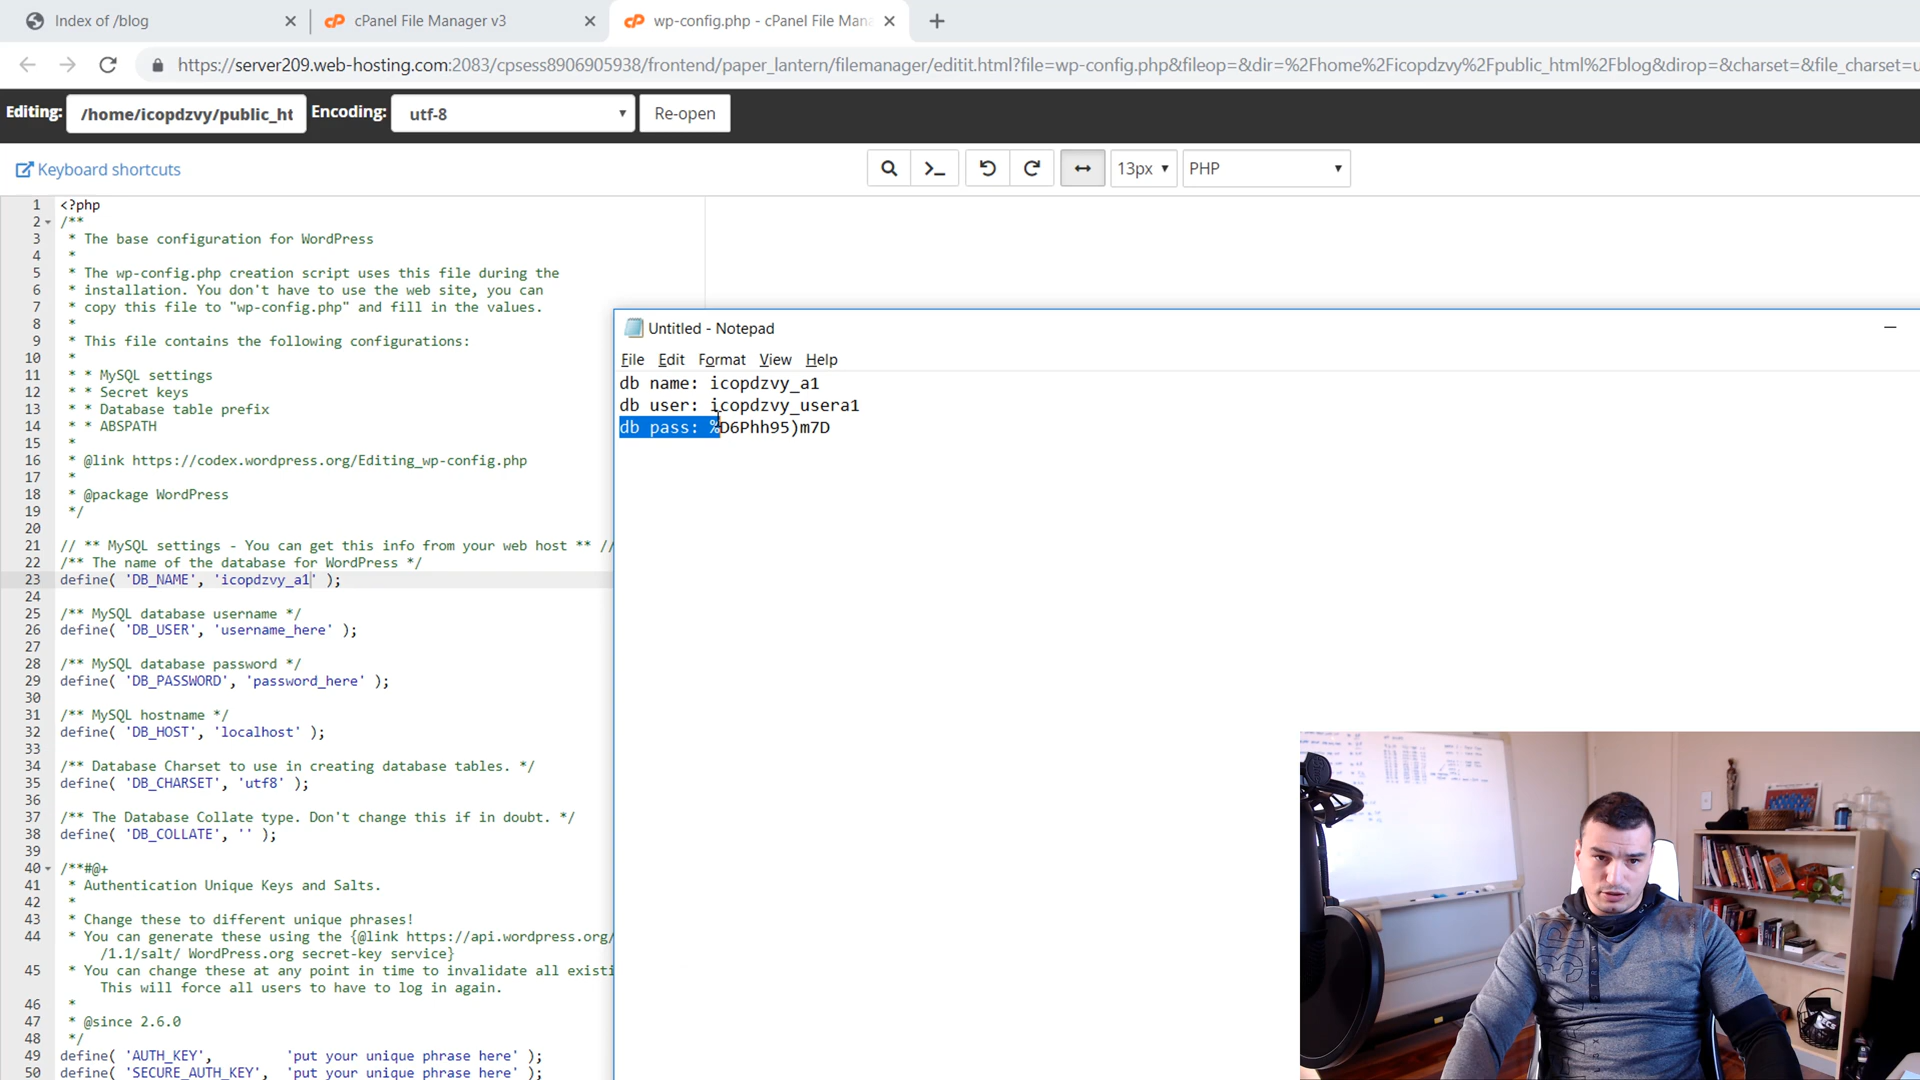 Index of /blog
cPanel File Manager v3
wp-config.php - cPanel File Mana
https://server209.web-hosting.com:2083/cpsess8906905938/frontend/paper_lantern/filemanager/editit.html?file=wp-config.php&fileop=&dir=%2Fhome%2Ficopdzvy%2Fpublic_html%2Fblog&dirop=&charset=&file_charset=u
Editing: /home/icopdzvy/public_ht Encoding: utf-8 Re-open
Keyboard shortcuts
13px PHP
1 <?php
2 /**
3 * The base configuration for WordPress
4 *
5 * The wp-config.php creation script uses this file during the
6 * installation. You don't have to use the web site, you can
7 * copy this file to "wp-config.php" and fill in the values.
8 *
9 * This file contains the following configurations:
10 *
11 * * MySQL settings
12 * * Secret keys
13 * * Database table prefix
14 * * ABSPATH
15 *
16 * @link https://codex.wordpress.org/Editing_wp-config.php
17 *
18 * @package WordPress
19 */
20
21 // ** MySQL settings - You can get this info from your web host ** //
22 /** The name of the database for WordPress */
23 define( 'DB_NAME', 'icopdzvy_a1' );
24
25 /** MySQL database username */
26 define( 'DB_USER', 'username_here' );
27
28 /** MySQL database password */
29 define( 'DB_PASSWORD', 'password_here' );
30
31 /** MySQL hostname */
32 define( 'DB_HOST', 'localhost' );
33
34 /** Database Charset to use in creating database tables. */
35 define( 'DB_CHARSET', 'utf8' );
36
37 /** The Database Collate type. Don't change this if in doubt. */
38 define( 'DB_COLLATE', '' );
39
40 /**#@+
41 * Authentication Unique Keys and Salts.
42 *
43 * Change these to different unique phrases!
44 * You can generate these using the {@link https://api.wordpress.org/
/1.1/salt/ WordPress.org secret-key service}
45 * You can change these at any point in time to invalidate all existi
This will force all users to have to log in again.
46 *
47 * @since 2.6.0
48 */
49 define( 'AUTH_KEY', 'put your unique phrase here' );
50 define( 'SECURE_AUTH_KEY', 'put your unique phrase here' );
Untitled - Notepad
File Edit Format View Help
db name: icopdzvy_a1
db user: icopdzvy_usera1
db pass: %D6Phh95)m7D